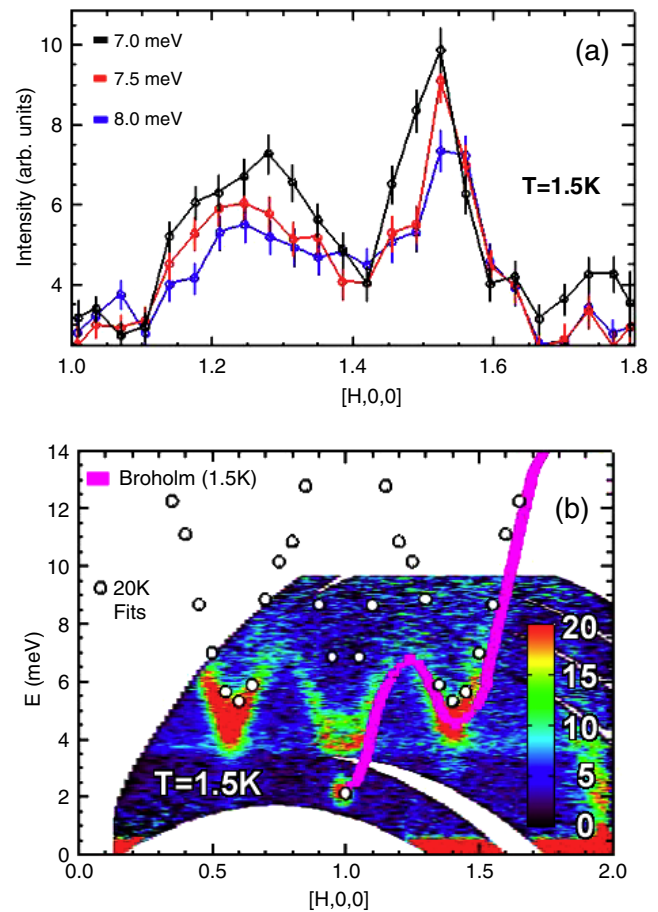 (a)
10
8
6
4
Intensity (arb. units)
7.0 meV
7.5 meV
8.0 meV
T=1.5K
1.0 1.2 1.4 1.6 1.8
[H,0,0]
(b)
14
12
10
8
6
4
2
0
E (meV)
Broholm (1.5K)
20K
Fits
T=1.5K
20
15
10
5
0
0.0 0.5 1.0 1.5 2.0
[H,0,0]